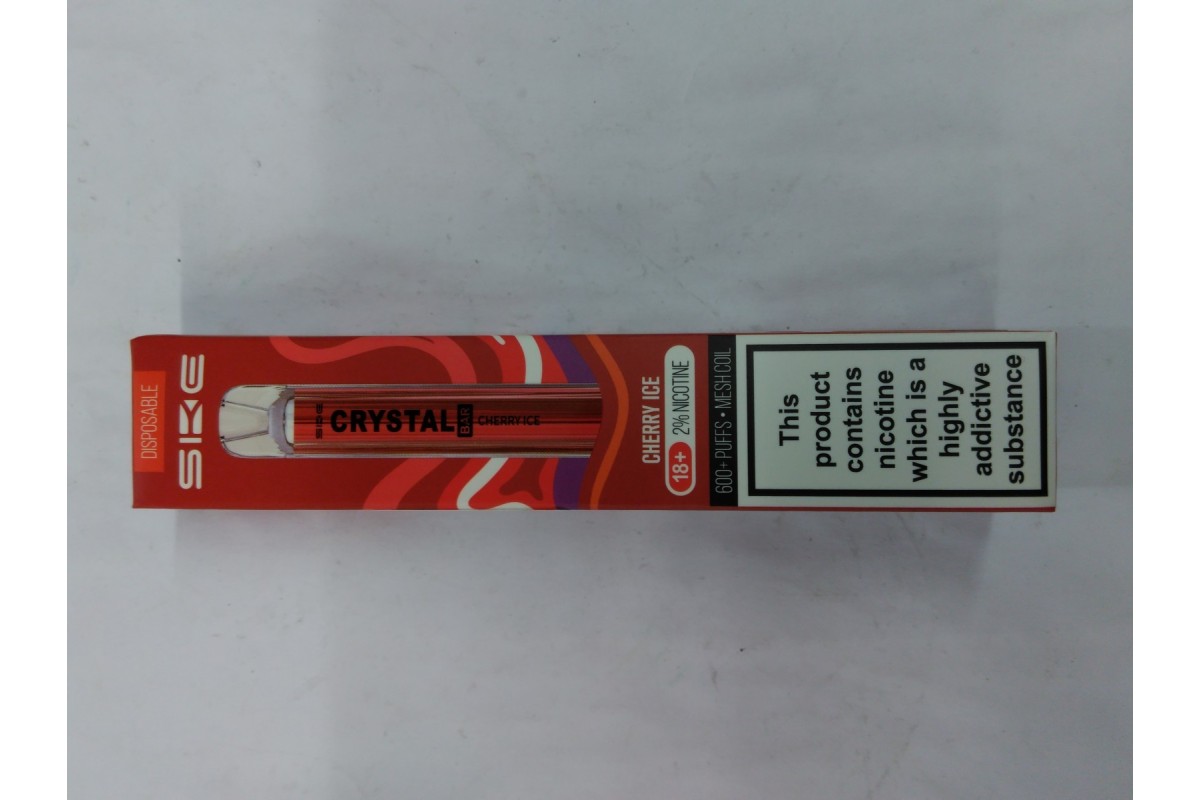 DISPOSABLE
SKE
SKE
CRYSTAL
BAR
CHERRY ICE
CHERRY ICE
18+ 2% NICOTINE
600+ PUFFS • MESH COIL
This
product
contains
nicotine
which is a
highly
addictive
substance